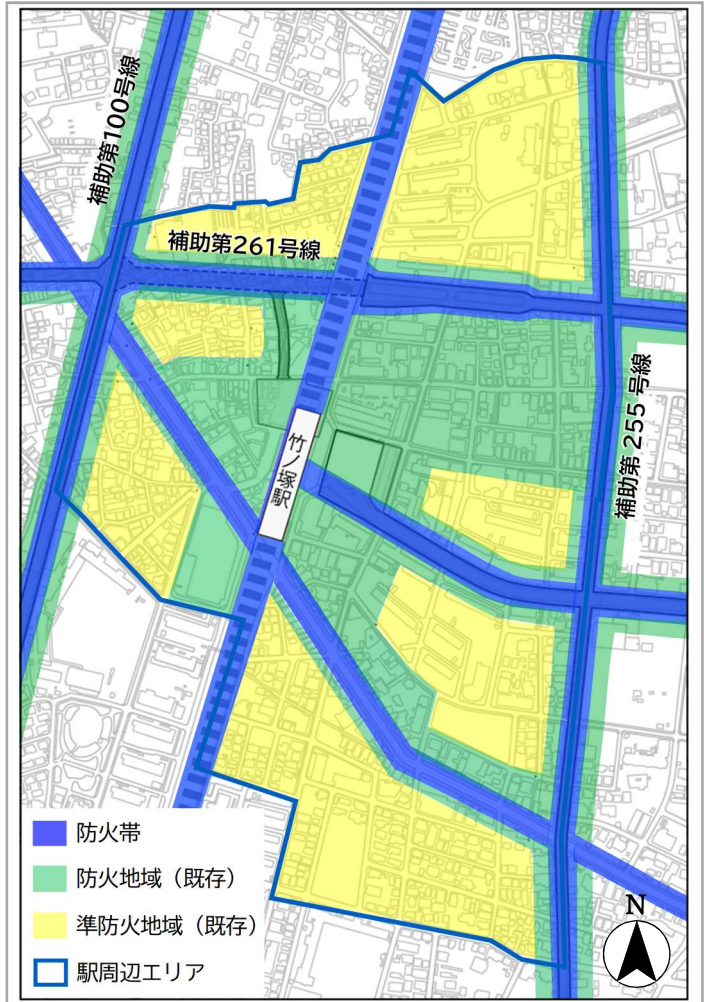 補助第100号線
補助第261号線
補助第255号線
竹ノ塚駅
防火帯
防火地域（既存）
準防火地域（既存）
駅周辺エリア
N